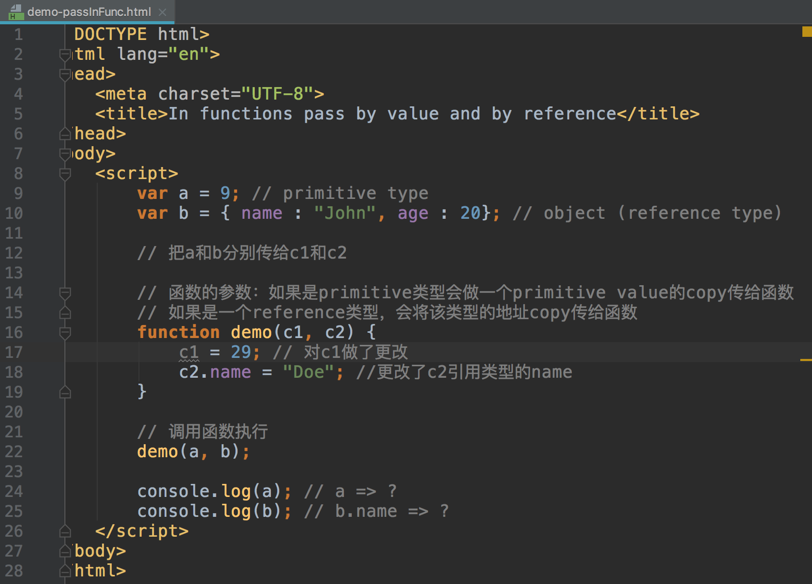 demo-passInFunc.html
1 DOCTYPE html>
2 tml lang="en">
3 ead>
4 <meta charset="UTF-8">
5 <title>In functions pass by value and by reference</title>
6 head>
7 ody>
8 <script>
9 var a = 9; // primitive type
10 var b = { name : "John", age : 20}; // object (reference type)
11
12 // 把a和b分别传给c1和c2
13
14 // 函数的参数：如果是primitive类型会做一个primitive value的copy传给函数
15 // 如果是一个reference类型，会将该类型的地址copy传给函数
16 function demo(c1, c2) {
17 c1 = 29; // 对c1做了更改
18 c2.name = "Doe"; //更改了c2引用类型的name
19 }
20
21 // 调用函数执行
22 demo(a, b);
23
24 console.log(a); // a => ?
25 console.log(b); // b.name => ?
26 </script>
27 body>
28 html>